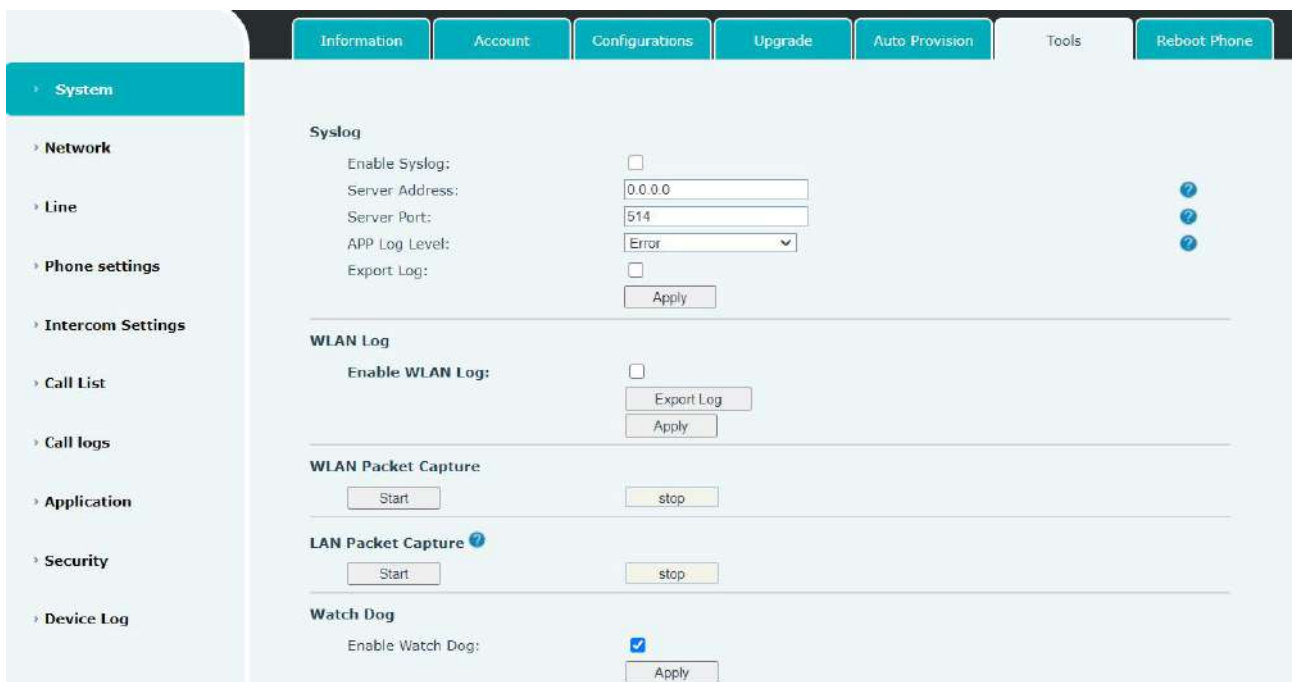 Information Account Configurations Upgrade Auto Provision Tools Reboot Phone
System
Network
Line
Phone settings
Intercom Settings
Call List
Call logs
Application
Security
Device Log
Syslog
Enable Syslog:
Server Address: 0.0.0.0
Server Port: 514
APP Log Level: Error
Export Log:
Apply
WLAN Log
Enable WLAN Log:
Export Log
Apply
WLAN Packet Capture
Start stop
LAN Packet Capture ?
Start stop
Watch Dog
Enable Watch Dog:
Apply